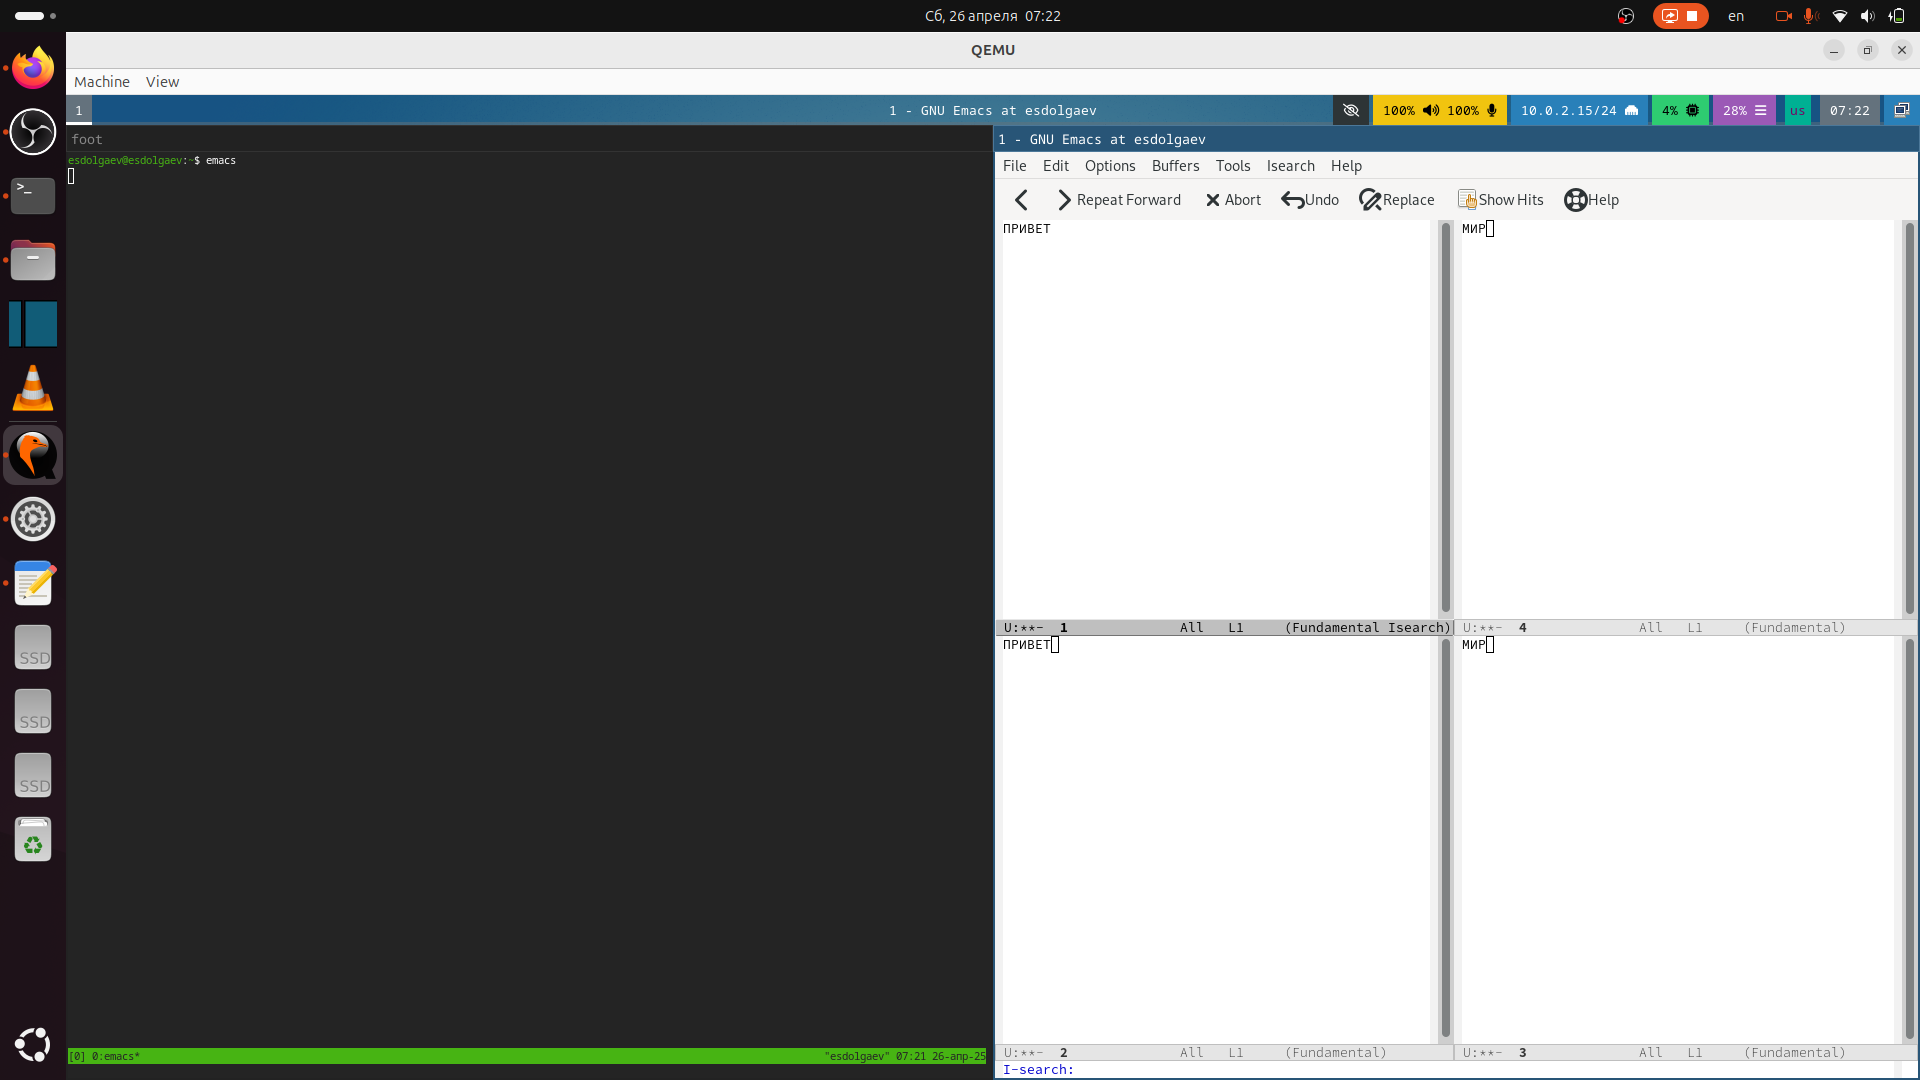 Сб, 26 апреля 07:22
en
QEMU
Machine View
1
1 - GNU Emacs at esdolgaev
100% 100%
10.0.2.15/24
4%
28%
us
07:22
foot
esdolgaev@esdolgaev:~$ emacs
[0] 0:emacs*
"esdolgaev" 07:21 26-апр-25
1 - GNU Emacs at esdolgaev
File Edit Options Buffers Tools Isearch Help
Repeat Forward Abort Undo Replace Show Hits Help
ПРИВЕТ
МИР
U:**- 1 All L1 (Fundamental Isearch)
U:**- 4 All L1 (Fundamental)
ПРИВЕТ
МИР
U:**- 2 All L1 (Fundamental)
U:**- 3 All L1 (Fundamental)
I-search:
>_
SSD
SSD
SSD